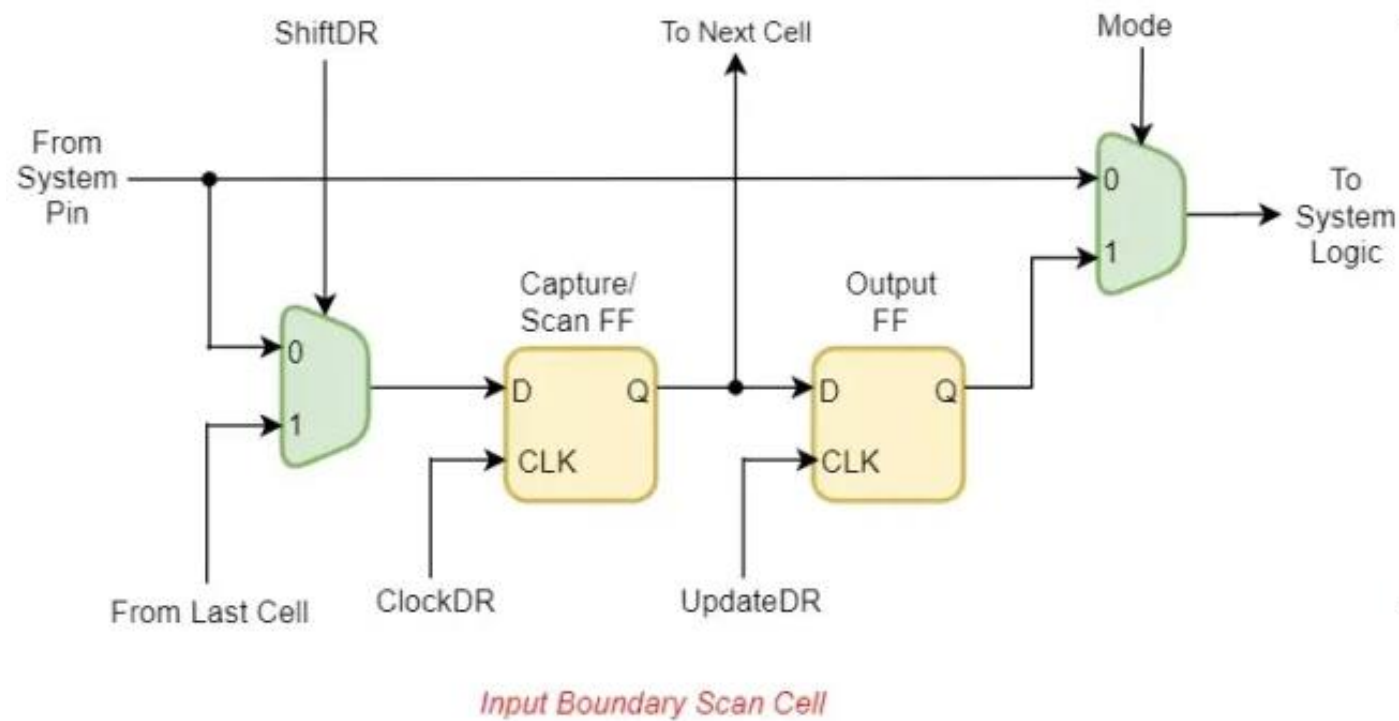 ShiftDR
To Next Cell
Mode
From
System
Pin
0
1
To
System
Logic
Capture/
Scan FF
Output
FF
0
1
D
Q
CLK
D
Q
CLK
From Last Cell
ClockDR
UpdateDR
Input Boundary Scan Cell